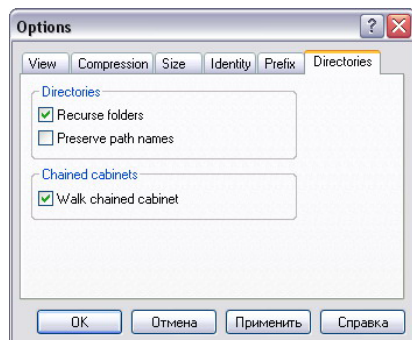 Options
View Compression Size Identity Prefix Directories
Directories
Recurse folders
Preserve path names
Chained cabinets
Walk chained cabinet
OK Отмена Применить Справка